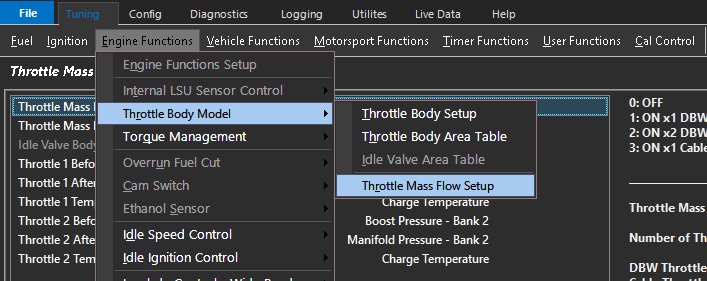 File Tuning Config Diagnostics Logging Utilites Live Data Help
Fuel Ignition Engine Functions Vehicle Functions Motorsport Functions Timer Functions User Functions Cal Control
Throttle Mass
Engine Functions Setup
Internal LSU Sensor Control
Throttle Body Model
Torque Management
Overrun Fuel Cut
Cam Switch
Ethanol Sensor
Idle Speed Control
Idle Ignition Control
Throttle Mass
Throttle Mass
Idle Valve Body
Throttle 1 Befo
Throttle 1 After
Throttle 1 Tem
Throttle 2 Befo
Throttle 2 After
Throttle 2 Tem
Throttle Body Setup
Throttle Body Area Table
Idle Valve Area Table
Throttle Mass Flow Setup
Charge Temperature
Boost Pressure - Bank 2
Manifold Pressure - Bank 2
Charge Temperature
0: OFF
1: ON x1 DBW
2: ON x2 DBW
3: ON x1 Cable
Throttle Mass
Number of Th
DBW Throttle